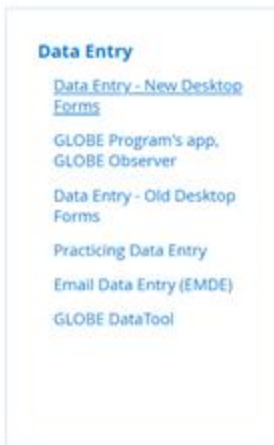 Data Entry
Data Entry - New Desktop
Forms
GLOBE Program's app,
GLOBE Observer
Data Entry - Old Desktop
Forms
Practicing Data Entry
Email Data Entry (EMDE)
GLOBE DataTool